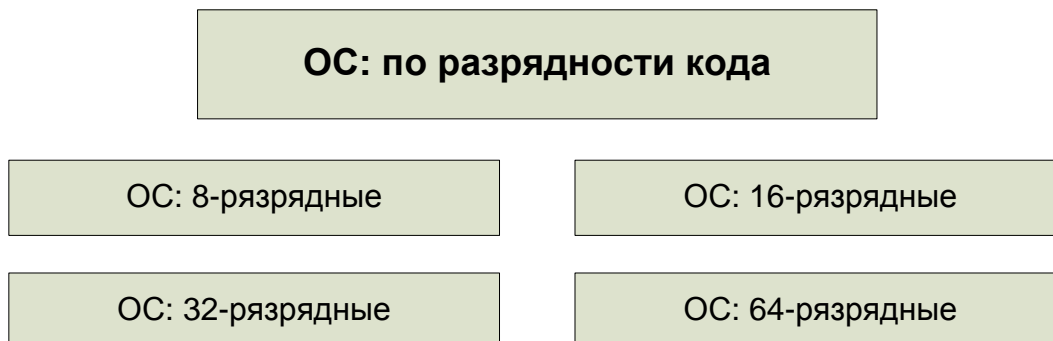 ОС: по разрядности кода
ОС: 8-рязрядные
ОС: 16-рязрядные
ОС: 32-рязрядные
ОС: 64-рязрядные